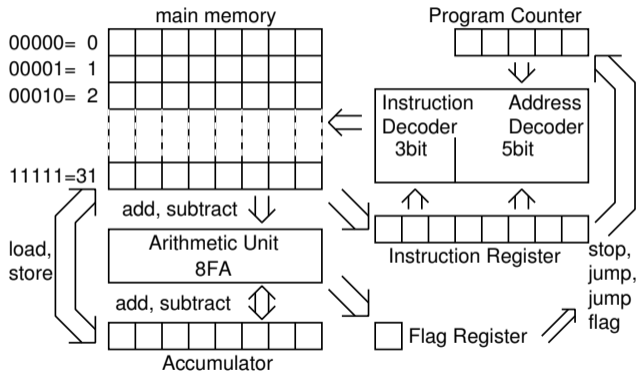 main memory
Program Counter
00000= 0
00001= 1
00010= 2
Instruction Decoder
3bit
Address Decoder
5bit
11111=31
add, subtract
Arithmetic Unit
8FA
Instruction Register
load,
store
add, subtract
stop,
jump,
jump
flag
Flag Register
Accumulator